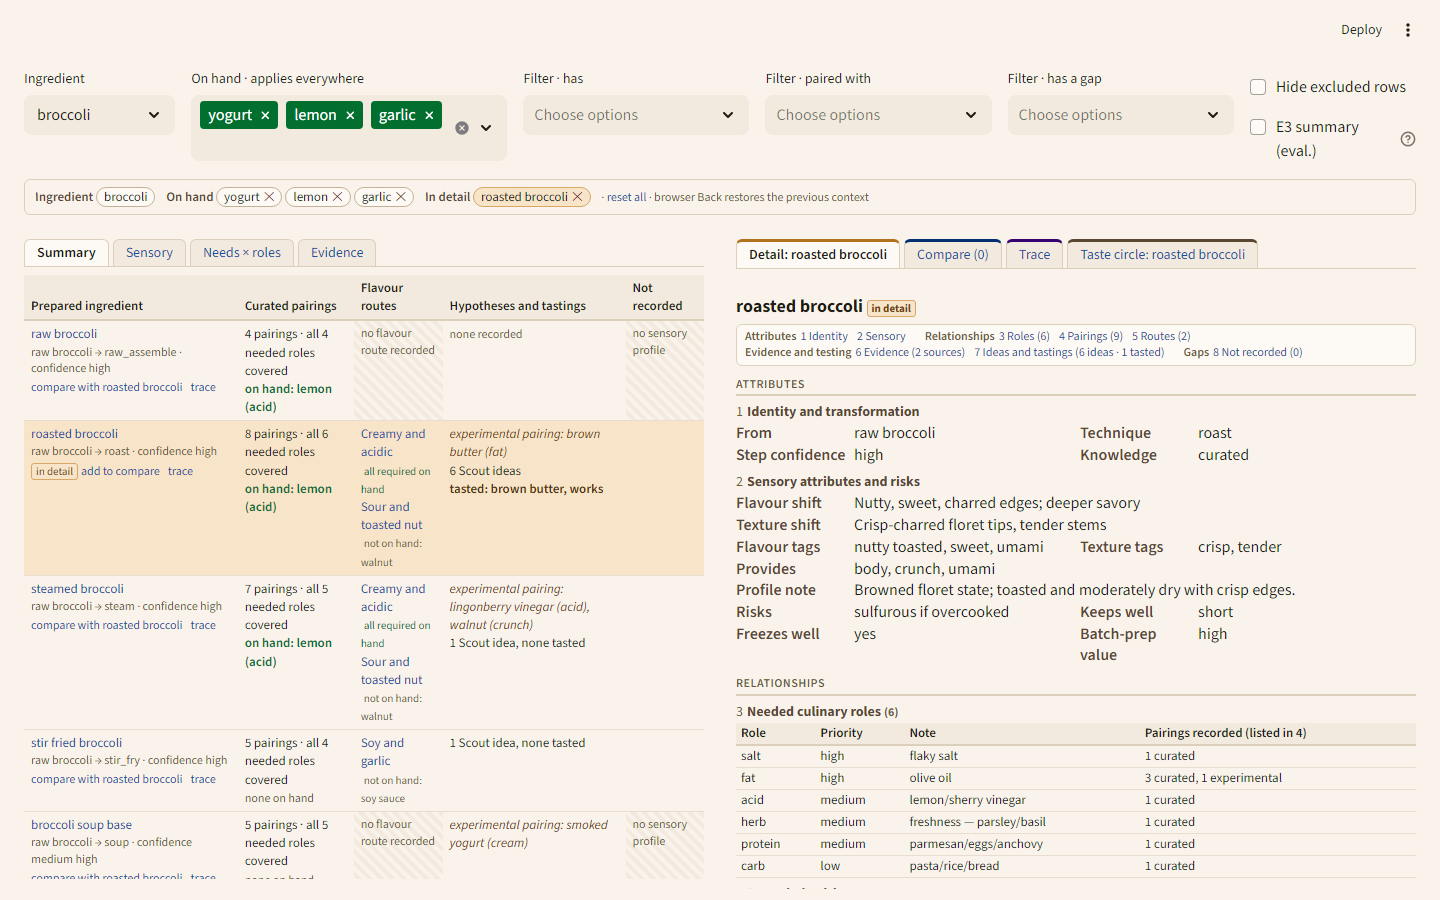 Deploy
Ingredient
On hand · applies everywhere
Filter · has
Filter · paired with
Filter · has a gap
broccoli
yogurt ×
lemon ×
garlic ×
Choose options
Choose options
Choose options
Hide excluded rows
E3 summary
(eval.)
Ingredient broccoli On hand yogurt × lemon × garlic × In detail roasted broccoli × · reset all · browser Back restores the previous context
Summary
Sensory
Needs × roles
Evidence
Prepared ingredient
Curated pairings
Flavour
routes
Hypotheses and tastings
Not
recorded
raw broccoli
raw broccoli → raw_assemble ·
confidence high
compare with roasted broccoli trace
4 pairings · all 4
needed roles
covered
on hand: lemon
(acid)
no flavour
route recorded
none recorded
no sensory
profile
roasted broccoli
raw broccoli → roast · confidence high
in detail add to compare trace
8 pairings · all 6
needed roles
covered
on hand: lemon
(acid)
Creamy and
acidic
all required on
hand
Sour and
toasted nut
not on hand:
walnut
experimental pairing: brown
butter (fat)
6 Scout ideas
tasted: brown butter, works
steamed broccoli
raw broccoli → steam · confidence high
compare with roasted broccoli trace
7 pairings · all 5
needed roles
covered
on hand: lemon
(acid)
Creamy and
acidic
all required on
hand
Sour and
toasted nut
not on hand:
walnut
experimental pairing:
lingonberry vinegar (acid),
walnut (crunch)
1 Scout idea, none tasted
stir fried broccoli
raw broccoli → stir_fry · confidence high
compare with roasted broccoli trace
5 pairings · all 4
needed roles
covered
none on hand
Soy and
garlic
not on hand:
soy sauce
1 Scout idea, none tasted
broccoli soup base
raw broccoli → soup · confidence
medium high
compare with roasted broccoli trace
5 pairings · all 5
needed roles
covered
no flavour
route recorded
experimental pairing: smoked
yogurt (cream)
no sensory
profile
Detail: roasted broccoli
Compare (0)
Trace
Taste circle: roasted broccoli
roasted broccoli in detail
Attributes 1 Identity 2 Sensory Relationships 3 Roles (6) 4 Pairings (9) 5 Routes (2)
Evidence and testing 6 Evidence (2 sources) 7 Ideas and tastings (6 ideas · 1 tasted) Gaps 8 Not recorded (0)
ATTRIBUTES
1 Identity and transformation
From raw broccoli Technique roast
Step confidence high Knowledge curated
2 Sensory attributes and risks
Flavour shift Nutty, sweet, charred edges; deeper savory
Texture shift Crisp-charred floret tips, tender stems
Flavour tags nutty toasted, sweet, umami Texture tags crisp, tender
Provides body, crunch, umami
Profile note Browned floret state; toasted and moderately dry with crisp edges.
Risks sulfurous if overcooked Keeps well short
Freezes well yes Batch-prep high
value
RELATIONSHIPS
3 Needed culinary roles (6)
Role Priority Note Pairings recorded (listed in 4)
salt high flaky salt 1 curated
fat high olive oil 3 curated, 1 experimental
acid medium lemon/sherry vinegar 1 curated
herb medium freshness — parsley/basil 1 curated
protein medium parmesan/eggs/anchovy 1 curated
carb low pasta/rice/bread 1 curated